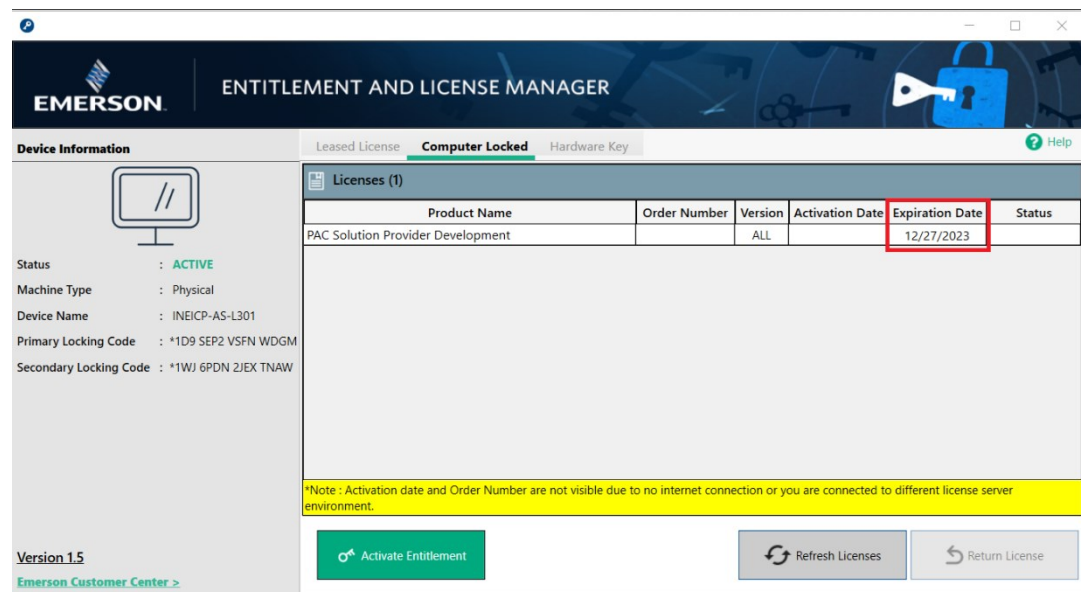 EMERSON
ENTITLEMENT AND LICENSE MANAGER
Device Information
Leased License Computer Locked Hardware Key
Help
Licenses (1)
Product Name Order Number Version Activation Date Expiration Date Status
PAC Solution Provider Development ALL 12/27/2023
Status : ACTIVE
Machine Type : Physical
Device Name : INEICP-AS-L301
Primary Locking Code : *1D9 SEP2 VSFN WDGM
Secondary Locking Code : *1WJ 6PDN 2JEX TNAW
*Note : Activation date and Order Number are not visible due to no internet connection or you are connected to different license server
environment.
Version 1.5
Emerson Customer Center >
Activate Entitlement
Refresh Licenses
Return License